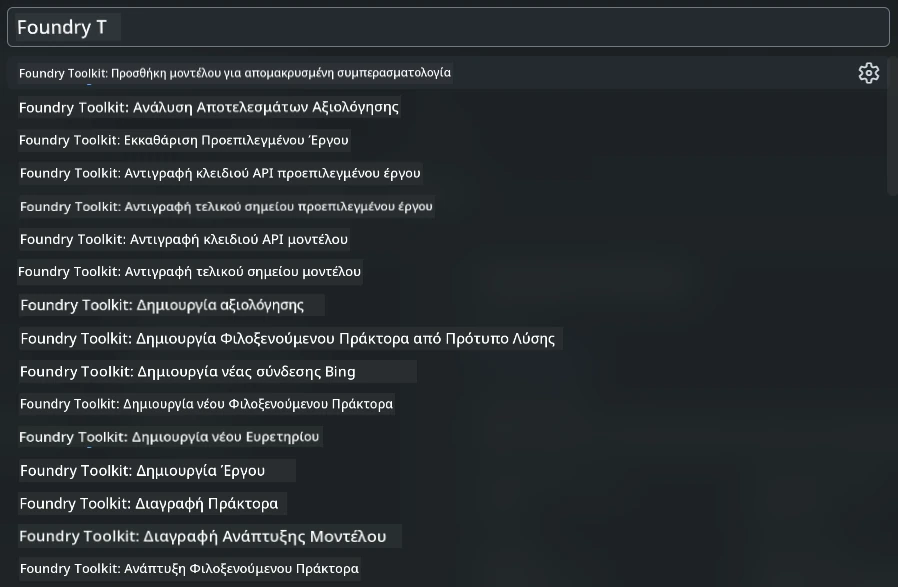 Foundry T
Foundry Toolkit: Προσθήκη μοντέλου για απομακρυσμένη συμπερασματολογία
Foundry Toolkit: Ανάλυση Αποτελεσμάτων Αξιολόγησης
Foundry Toolkit: Εκκαθάριση Προεπιλεγμένου Έργου
Foundry Toolkit: Αντιγραφή κλειδιού API προεπιλεγμένου έργου
Foundry Toolkit: Αντιγραφή τελικού σημείου προεπιλεγμένου έργου
Foundry Toolkit: Αντιγραφή κλειδιού API μοντέλου
Foundry Toolkit: Αντιγραφή τελικού σημείου μοντέλου
Foundry Toolkit: Δημιουργία αξιολόγησης
Foundry Toolkit: Δημιουργία Φιλοξενούμενου Πράκτορα από Πρότυπο Λύσης
Foundry Toolkit: Δημιουργία νέας σύνδεσης Bing
Foundry Toolkit: Δημιουργία νέου Φιλοξενούμενου Πράκτορα
Foundry Toolkit: Δημιουργία νέου Ευρετηρίου
Foundry Toolkit: Δημιουργία Έργου
Foundry Toolkit: Διαγραφή Πράκτορα
Foundry Toolkit: Διαγραφή Ανάπτυξης Μοντέλου
Foundry Toolkit: Ανάπτυξη Φιλοξενούμενου Πράκτορα